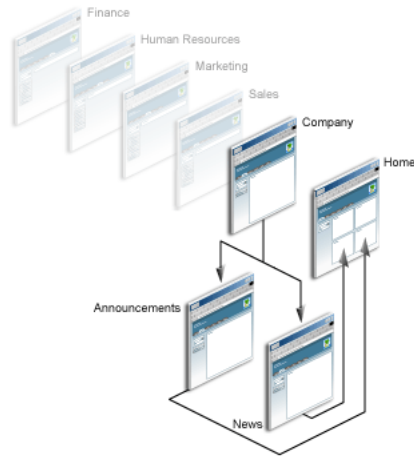 Finance
Human Resources
Marketing
Sales
Company
Home
Announcements
News